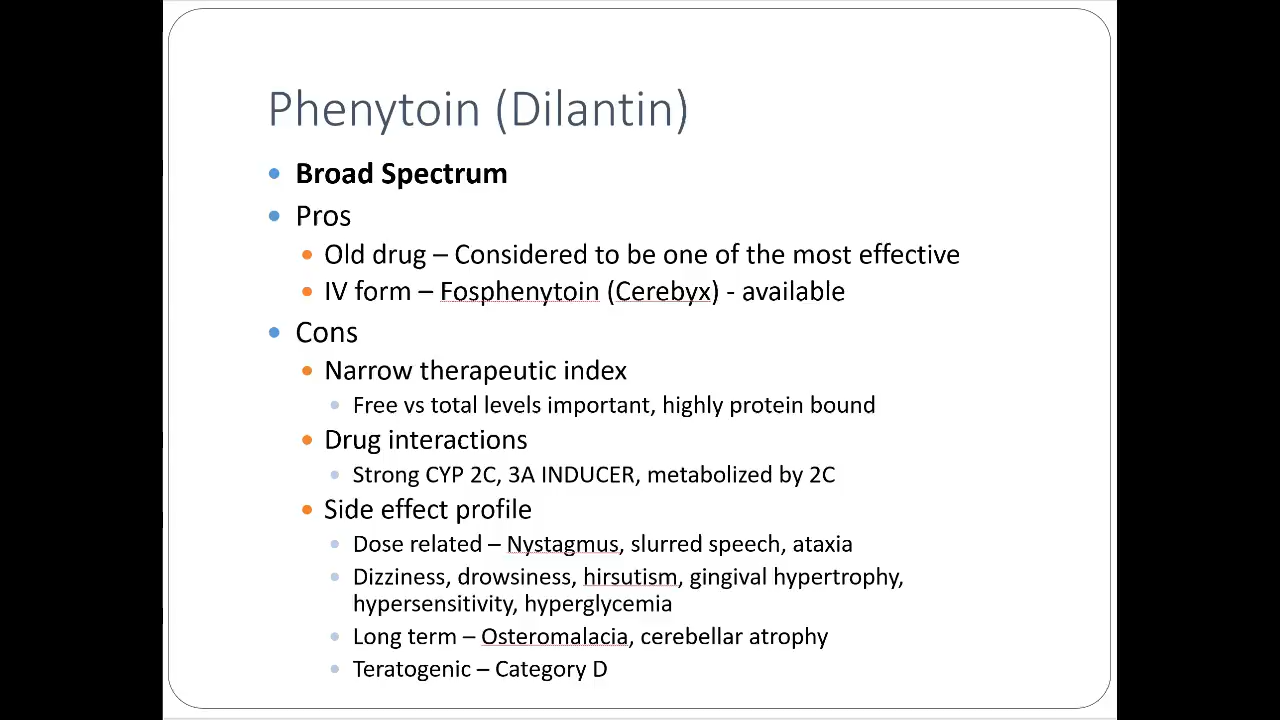 Phenytoin (Dilantin)
Broad Spectrum
Pros
Old drug – Considered to be one of the most effective
IV form – Fosphenytoin (Cerebyx) - available
Cons
Narrow therapeutic index
Free vs total levels important, highly protein bound
Drug interactions
Strong CYP 2C, 3A INDUCER, metabolized by 2C
Side effect profile
Dose related – Nystagmus, slurred speech, ataxia
Dizziness, drowsiness, hirsutism, gingival hypertrophy,
hypersensitivity, hyperglycemia
Long term – Osteromalacia, cerebellar atrophy
Teratogenic – Category D